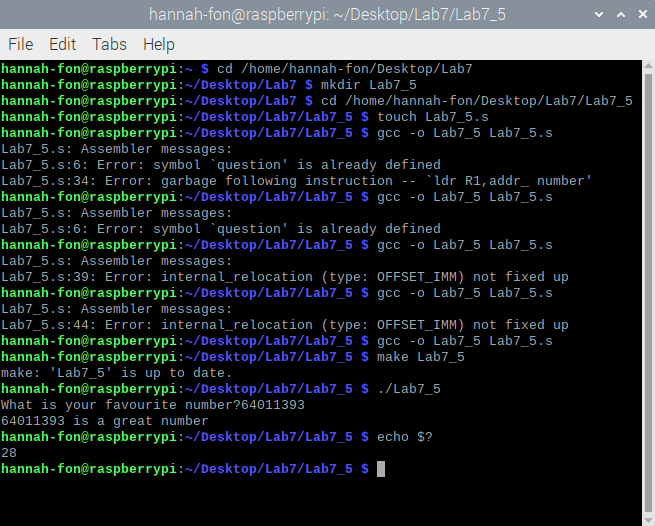 hannah-fon@raspberrypi: ~/Desktop/Lab7/Lab7_5
File Edit Tabs Help
hannah-fon@raspberrypi:~ $ cd /home/hannah-fon/Desktop/Lab7
hannah-fon@raspberrypi:~/Desktop/Lab7 $ mkdir Lab7_5
hannah-fon@raspberrypi:~/Desktop/Lab7 $ cd /home/hannah-fon/Desktop/Lab7/Lab7_5
hannah-fon@raspberrypi:~/Desktop/Lab7/Lab7_5 $ touch Lab7_5.s
hannah-fon@raspberrypi:~/Desktop/Lab7/Lab7_5 $ gcc -o Lab7_5 Lab7_5.s
Lab7_5.s: Assembler messages:
Lab7_5.s:6: Error: symbol `question' is already defined
Lab7_5.s:34: Error: garbage following instruction -- `ldr R1,addr_ number'
hannah-fon@raspberrypi:~/Desktop/Lab7/Lab7_5 $ gcc -o Lab7_5 Lab7_5.s
Lab7_5.s: Assembler messages:
Lab7_5.s:6: Error: symbol `question' is already defined
hannah-fon@raspberrypi:~/Desktop/Lab7/Lab7_5 $ gcc -o Lab7_5 Lab7_5.s
Lab7_5.s: Assembler messages:
Lab7_5.s:39: Error: internal_relocation (type: OFFSET_IMM) not fixed up
hannah-fon@raspberrypi:~/Desktop/Lab7/Lab7_5 $ gcc -o Lab7_5 Lab7_5.s
Lab7_5.s: Assembler messages:
Lab7_5.s:44: Error: internal_relocation (type: OFFSET_IMM) not fixed up
hannah-fon@raspberrypi:~/Desktop/Lab7/Lab7_5 $ gcc -o Lab7_5 Lab7_5.s
hannah-fon@raspberrypi:~/Desktop/Lab7/Lab7_5 $ make Lab7_5
make: 'Lab7_5' is up to date.
hannah-fon@raspberrypi:~/Desktop/Lab7/Lab7_5 $ ./Lab7_5
What is your favourite number?64011393
64011393 is a great number
hannah-fon@raspberrypi:~/Desktop/Lab7/Lab7_5 $ echo $?
28
hannah-fon@raspberrypi:~/Desktop/Lab7/Lab7_5 $